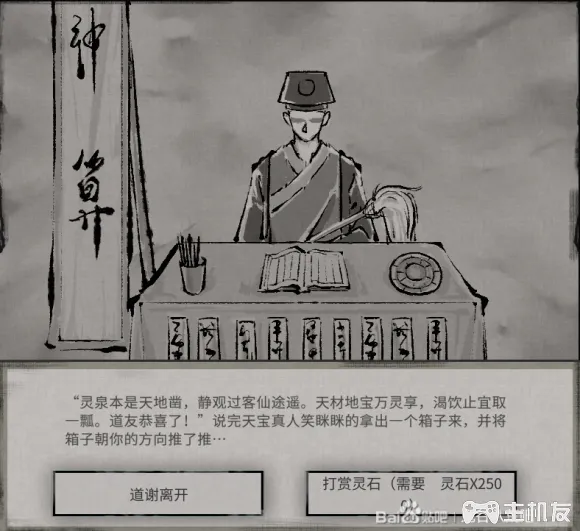 神
算
“灵泉本是天地凿，静观过客仙途遥。天材地宝万灵享，渴饮止宜取
一瓢。道友恭喜了！”说完天宝真人笑眯眯的拿出一个箱子来，并将
箱子朝你的方向推了推…
道谢离开
打赏灵石（需要 灵石X250
Bai 贴吧
主机友